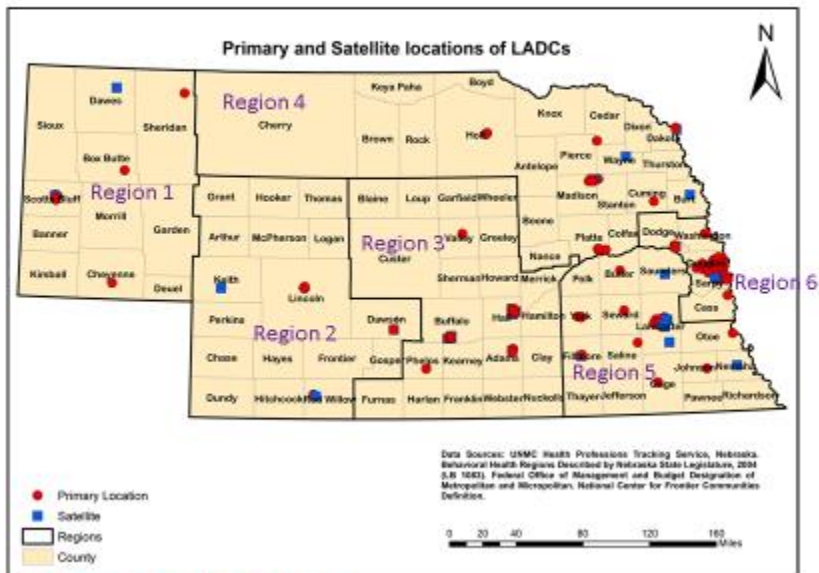 Primary and Satellite locations of LADCs
N
Region 4
Keya Paha
Boyd
Dawes
Sioux
Sheridan
Cherry
Knox
Cedar
Dixon
Dakota
Brown
Rock
Holt
Pierce
Wayne
Thurston
Antelope
Box Butte
Region 1
Scotts Bluff
Morrill
Garden
Banner
Kimball
Cheyenne
Deuel
Grant
Hooker
Thomas
Blaine
Loup
Garfield
Wheeler
Madison
Stanton
Cuming
Burt
Boone
Arthur
McPherson
Logan
Region 3
Custer
Valley
Greeley
Nance
Platte
Colfax
Dodge
Washington
Keith
Lincoln
Sherman
Howard
Merrick
Polk
Butler
Saunders
Sarpy
Region 6
Cass
Perkins
Region 2
Dawson
Buffalo
Hall
Hamilton
York
Seward
Lancaster
Otoe
Chase
Hayes
Frontier
Gosper
Phelps
Kearney
Adams
Clay
Fillmore
Saline
Region 5
Johnson
Nemaha
Gage
Dundy
Hitchcock
Red Willow
Furnas
Harlan
Franklin
Webster
Nuckolls
Thayer
Jefferson
Pawnee
Richardson
Data Sources: UNMC Health Professions Tracking Service, Nebraska.
Behavioral Health Regions Described by Nebraska State Legislature, 2004
(LB 1083). Federal Office of Management and Budget Designation of
Metropolitan and Micropolitan. National Center for Frontier Communities
Definition.
Primary Location
Satellite
Regions
County
0 20 40 80 120 160
Miles